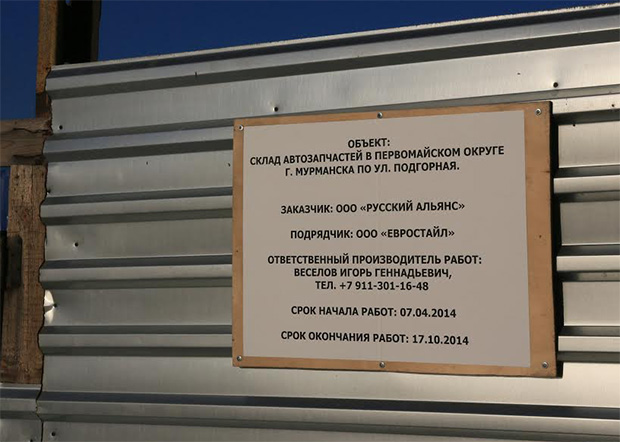 ОБЪЕКТ:
СКЛАД АВТОЗАПЧАСТЕЙ В ПЕРВОМАЙСКОМ ОКРУГЕ
Г. МУРМАНСКА ПО УЛ. ПОДГОРНАЯ.
ЗАКАЗЧИК: ООО «РУССКИЙ АЛЬЯНС»
ПОДРЯДЧИК: ООО «ЕВРОСТАЙЛ»
ОТВЕТСТВЕННЫЙ ПРОИЗВОДИТЕЛЬ РАБОТ:
ВЕСЕЛОВ ИГОРЬ ГЕННАДЬЕВИЧ,
ТЕЛ. +7 911-301-16-48
СРОК НАЧАЛА РАБОТ: 07.04.2014
СРОК ОКОНЧАНИЯ РАБОТ: 17.10.2014